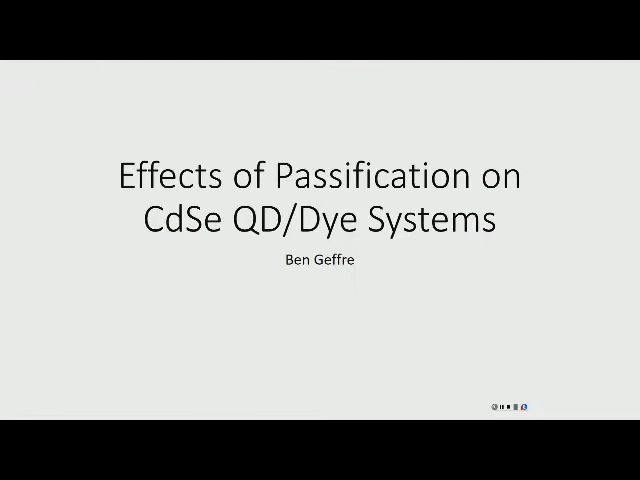 Effects of Passification on
CdSe QD/Dye Systems
Ben Geffre